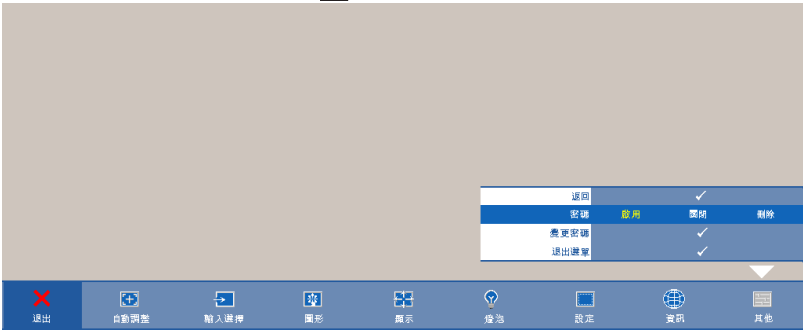 返回
密碼 啟用 關閉 刪除
變更密碼
退出選單
退出 自動調整 輸入選擇 圖形 顯示 燈泡 設定 資訊 其他